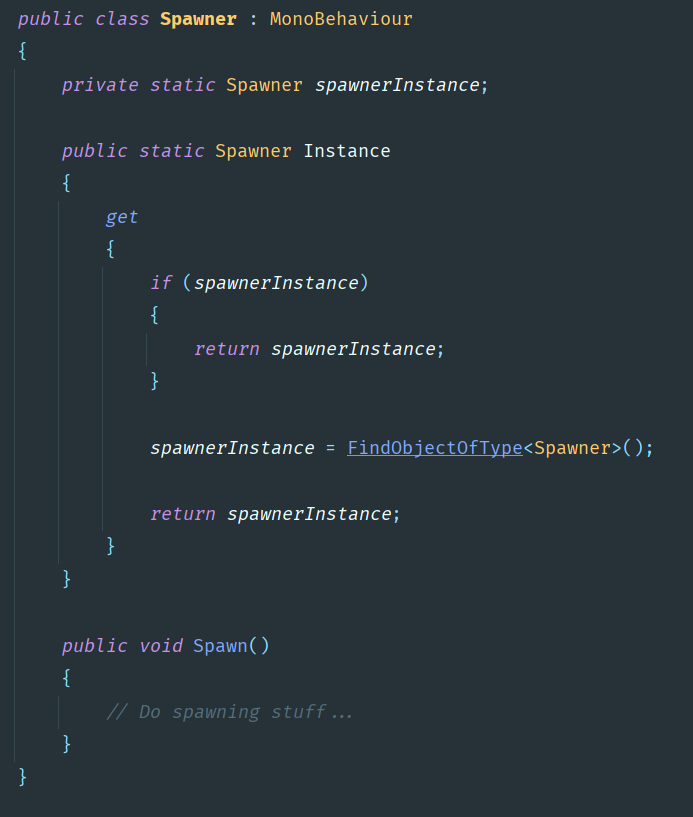 public class Spawner : MonoBehaviour
{
    private static Spawner spawnerInstance;
    public static Spawner Instance
    {
        get
        {
            if (spawnerInstance)
            {
                return spawnerInstance;
            }
            spawnerInstance = FindObjectOfType<Spawner>();
            return spawnerInstance;
        }
    }
    public void Spawn()
    {
        // Do spawning stuff...
    }
}